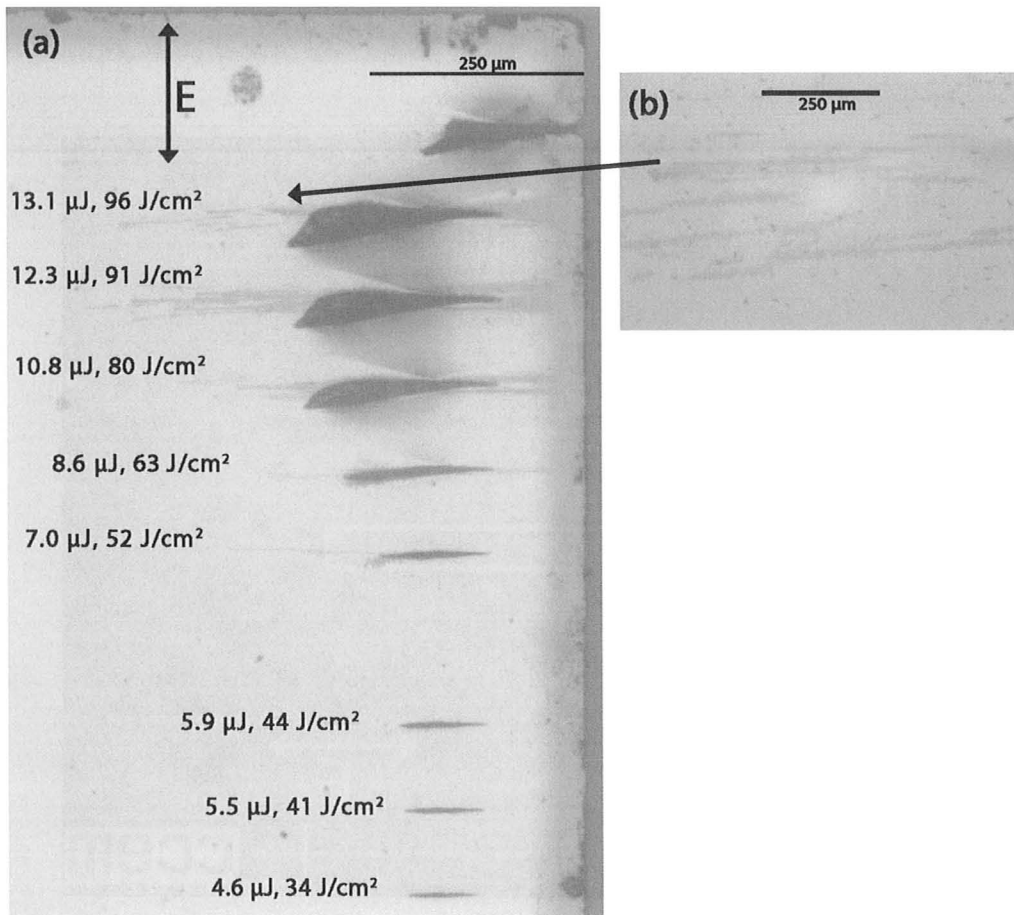 (a)
E
250 µm
13.1 µJ, 96 J/cm²
12.3 µJ, 91 J/cm²
10.8 µJ, 80 J/cm²
8.6 µJ, 63 J/cm²
7.0 µJ, 52 J/cm²
5.9 µJ, 44 J/cm²
5.5 µJ, 41 J/cm²
4.6 µJ, 34 J/cm²
(b)
250 µm